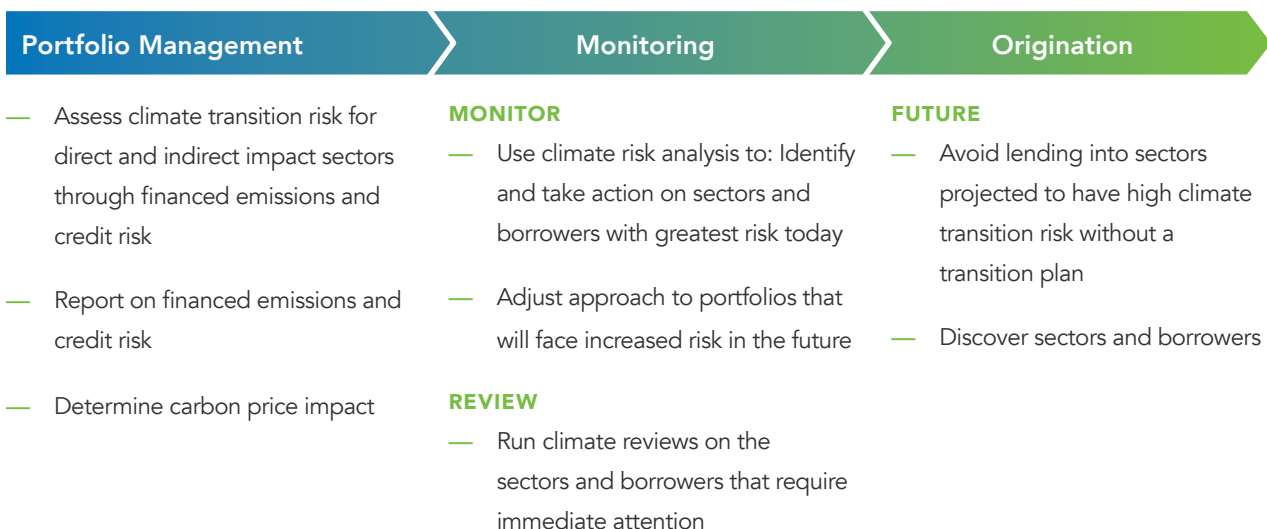 Portfolio Management
Monitoring
Origination
— Assess climate transition risk for
direct and indirect impact sectors
through financed emissions and
credit risk
— Report on financed emissions and
credit risk
— Determine carbon price impact
MONITOR
— Use climate risk analysis to: Identify
and take action on sectors and
borrowers with greatest risk today
— Adjust approach to portfolios that
will face increased risk in the future
REVIEW
— Run climate reviews on the
sectors and borrowers that require
immediate attention
FUTURE
— Avoid lending into sectors
projected to have high climate
transition risk without a
transition plan
— Discover sectors and borrowers